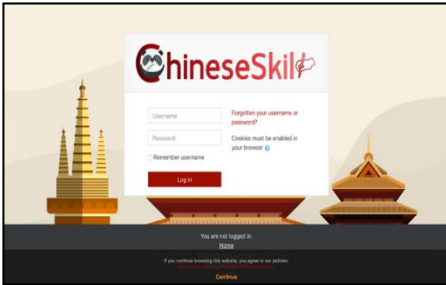 ChineseSkill
Username
Forgotten your username or
password?
Password
Cookies must be enabled in
your browser
Remember username
Log in
You are not logged in.
Home
If you continue browsing this website, you agree to our policies:
Continue